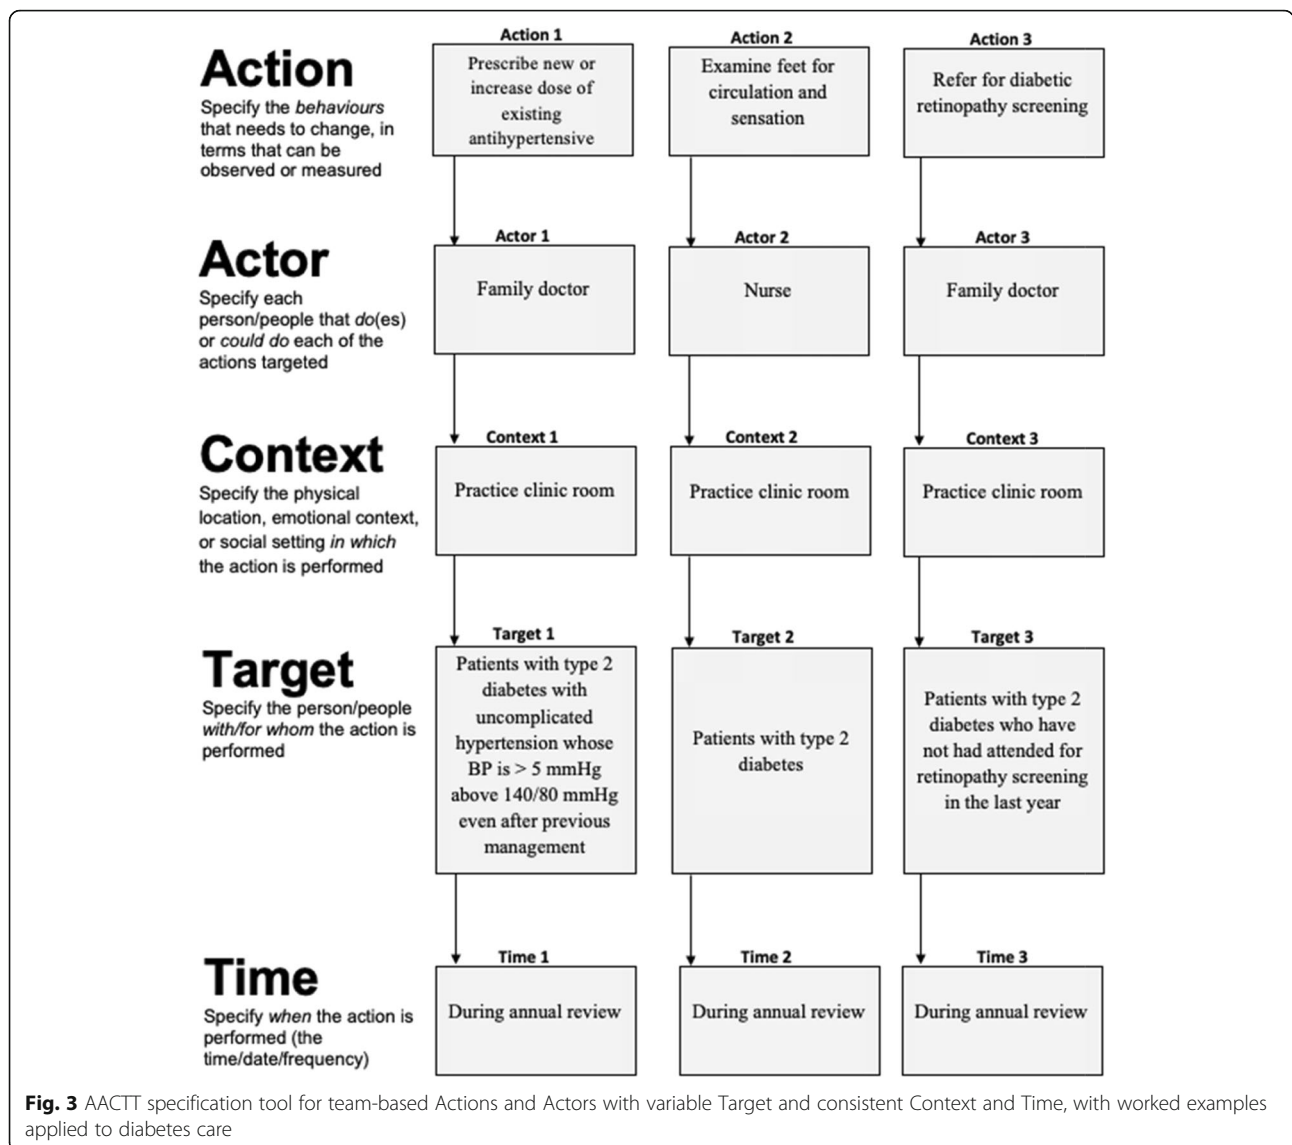 Action
Specify the behaviours
that needs to change, in
terms that can be
observed or measured
Action 1
Prescribe new or
increase dose of
existing
antihypertensive
Action 2
Examine feet for
circulation and
sensation
Action 3
Refer for diabetic
retinopathy screening
Actor
Specify each
person/people that do(es)
or could do each of the
actions targeted
Actor 1
Family doctor
Actor 2
Nurse
Actor 3
Family doctor
Context
Specify the physical
location, emotional context,
or social setting in which
the action is performed
Context 1
Practice clinic room
Context 2
Practice clinic room
Context 3
Practice clinic room
Target
Specify the person/people
with/for whom the action is
performed
Target 1
Patients with type 2
diabetes with
uncomplicated
hypertension whose
BP is > 5 mmHg
above 140/80 mmHg
even after previous
management
Target 2
Patients with type 2
diabetes
Target 3
Patients with type 2
diabetes who have
not had attended for
retinopathy screening
in the last year
Time
Specify when the action is
performed (the
time/date/frequency)
Time 1
During annual review
Time 2
During annual review
Time 3
During annual review
Fig. 3 AACTT specification tool for team-based Actions and Actors with variable Target and consistent Context and Time, with worked examples
applied to diabetes care